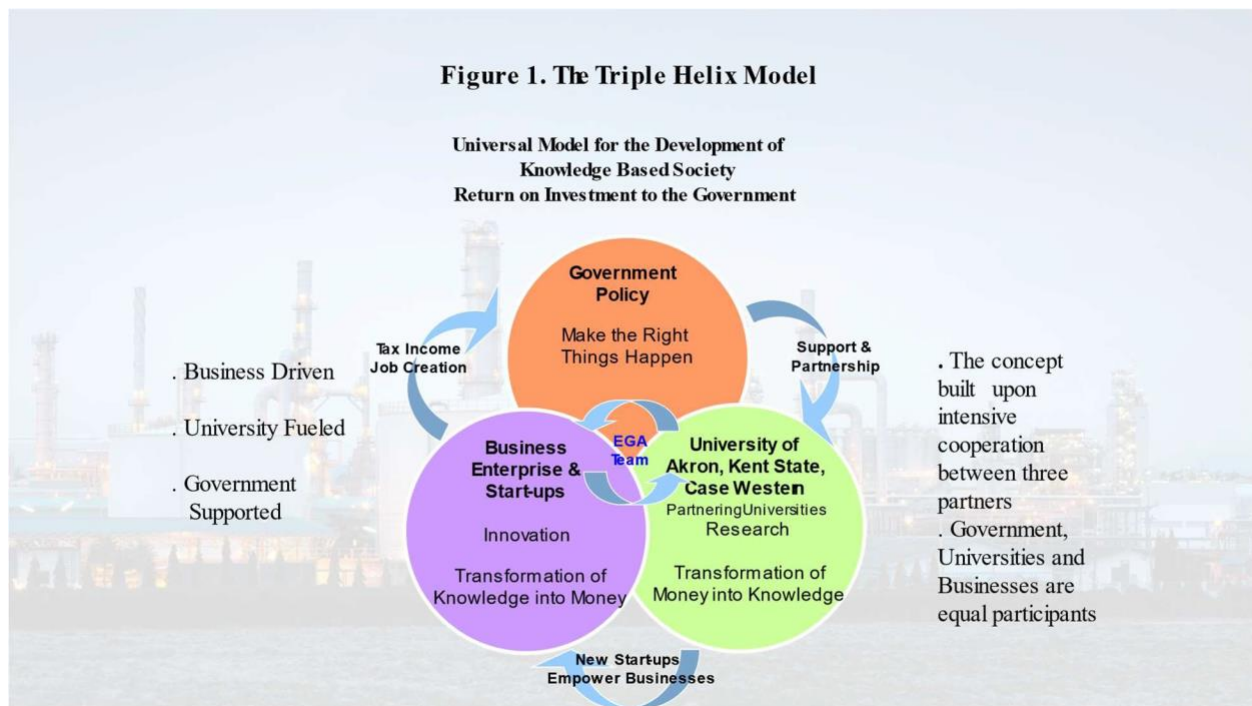 Figure 1. The Triple Helix Model
Universal Model for the Development of
Knowledge Based Society
Return on Investment to the Government
Government
Policy
Make the Right
Things Happen
Tax Income
Job Creation
Support &
Partnership
. Business Driven
. University Fueled
. Government
Supported
EGA
Team
Business
Enterprise &
Start-ups
Innovation
Transformation of
Knowledge into Money
University of
Akron, Kent State,
Case Western
PartneringUniversities
Research
Transformation of
Money into Knowledge
. The concept
built upon
intensive
cooperation
between three
partners
. Government,
Universities and
Businesses are
equal participants
New Start-ups
Empower Businesses